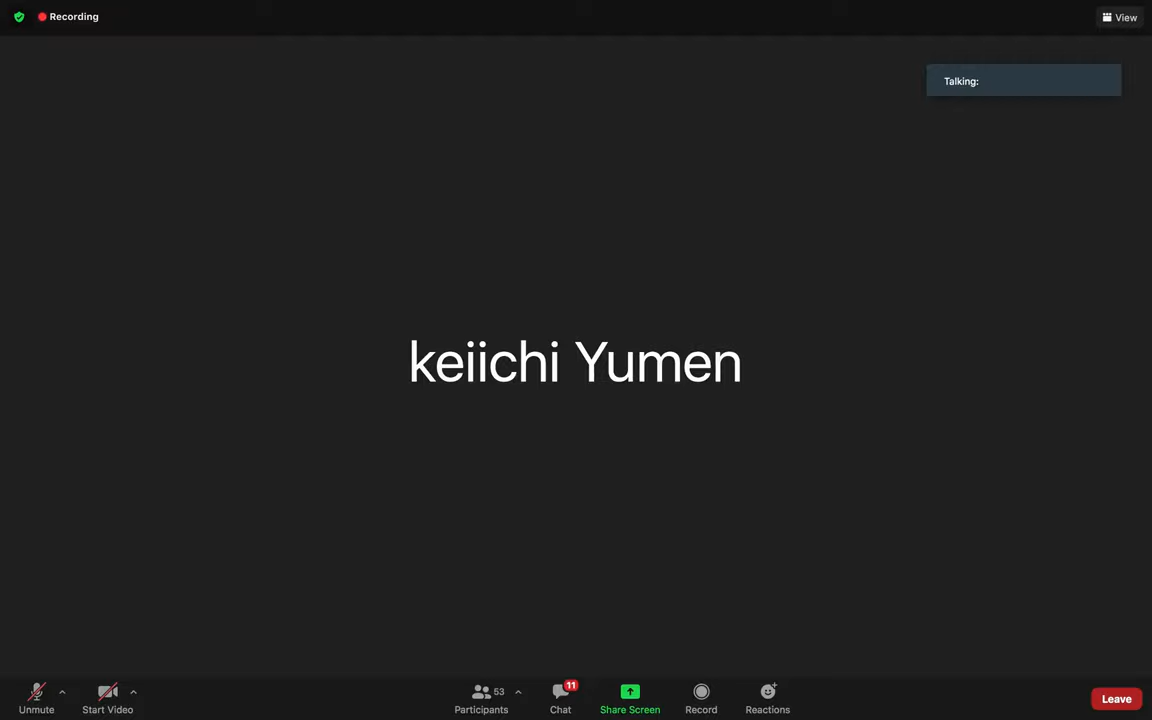 Recording
View
Talking:
keiichi Yumen
53
11
Unmute
Start Video
Participants
Chat
Share Screen
Record
Reactions
Leave